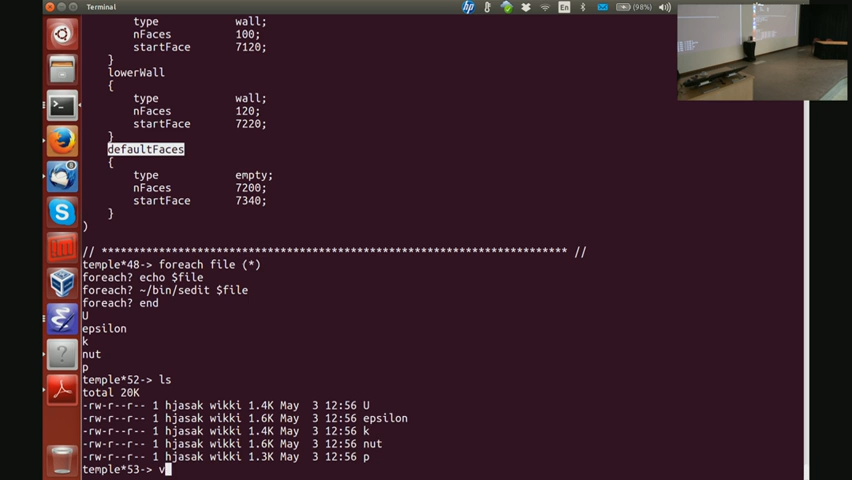 Terminal
hp
En
(98%)
type wall;
nFaces 100;
startFace 7120;
}
lowerWall
{
type wall;
nFaces 120;
startFace 7220;
}
defaultFaces
{
type empty;
nFaces 7200;
startFace 7340;
}
)
// ************************************************************************* //
temple*48-> foreach file (*)
foreach? echo $file
foreach? ~/bin/sedit $file
foreach? end
U
epsilon
k
nut
p
temple*52-> ls
total 20K
-rw-r--r-- 1 hjasak wikki 1.4K May  3 12:56 U
-rw-r--r-- 1 hjasak wikki 1.6K May  3 12:56 epsilon
-rw-r--r-- 1 hjasak wikki 1.4K May  3 12:56 k
-rw-r--r-- 1 hjasak wikki 1.6K May  3 12:56 nut
-rw-r--r-- 1 hjasak wikki 1.3K May  3 12:56 p
temple*53-> v